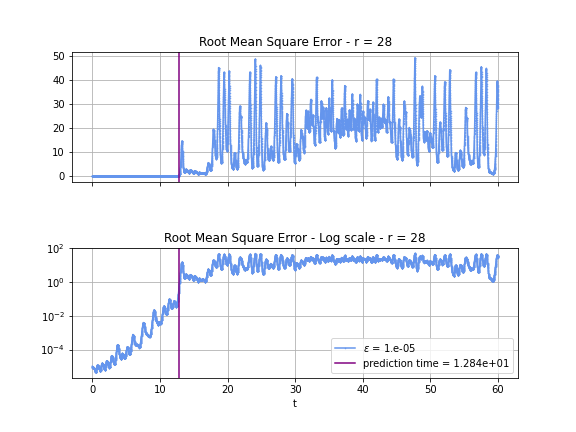 Root Mean Square Error - r = 28
50
40
30
20
10
0
Root Mean Square Error - Log scale - r = 28
10²
10⁰
10⁻²
10⁻⁴
ε = 1.e-05
prediction time = 1.284e+01
0 10 20 30 40 50 60
t